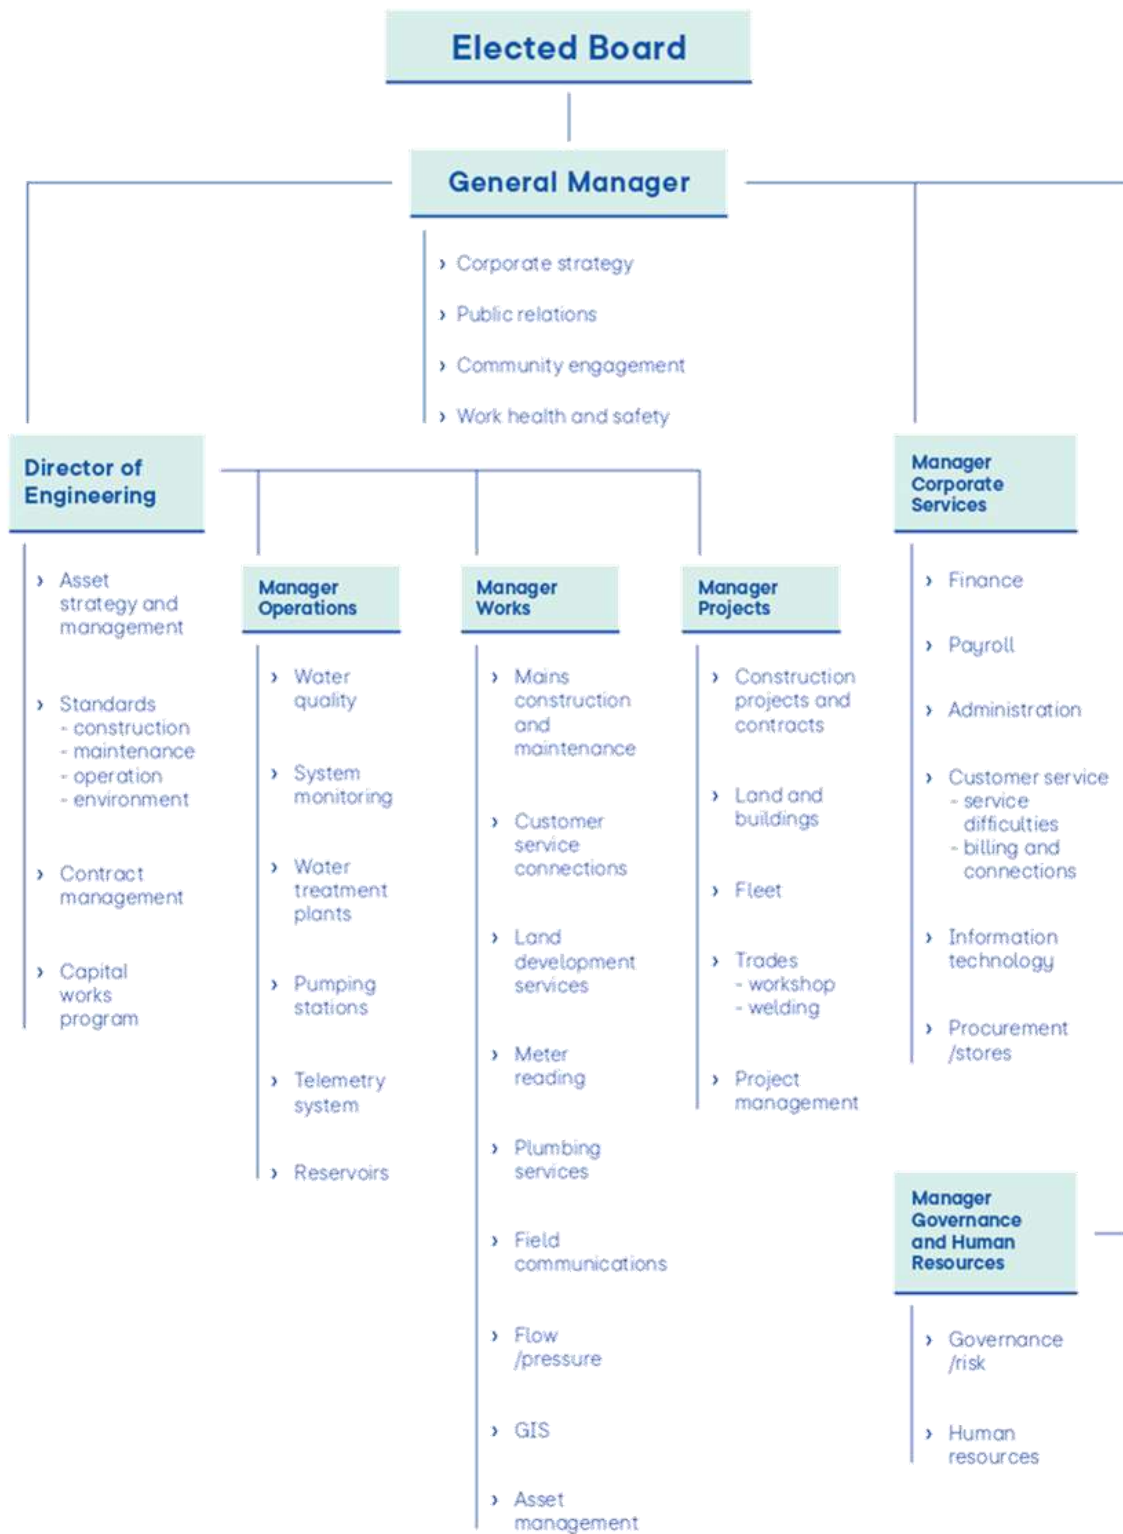 Elected Board
General Manager
› Corporate strategy
› Public relations
› Community engagement
› Work health and safety
Director of
Engineering
› Asset
strategy and
management
› Standards
- construction
- maintenance
- operation
- environment
› Contract
management
› Capital
works
program
Manager
Operations
› Water
quality
› System
monitoring
› Water
treatment
plants
› Pumping
stations
› Telemetry
system
› Reservoirs
Manager
Works
› Mains
construction
and
maintenance
› Customer
service
connections
› Land
development
services
› Meter
reading
› Plumbing
services
› Field
communications
› Flow
/pressure
› GIS
› Asset
management
Manager
Projects
› Construction
projects and
contracts
› Land and
buildings
› Fleet
› Trades
- workshop
- welding
› Project
management
Manager
Corporate
Services
› Finance
› Payroll
› Administration
› Customer service
- service
difficulties
- billing and
connections
› Information
technology
› Procurement
/stores
Manager
Governance
and Human
Resources
› Governance
/risk
› Human
resources